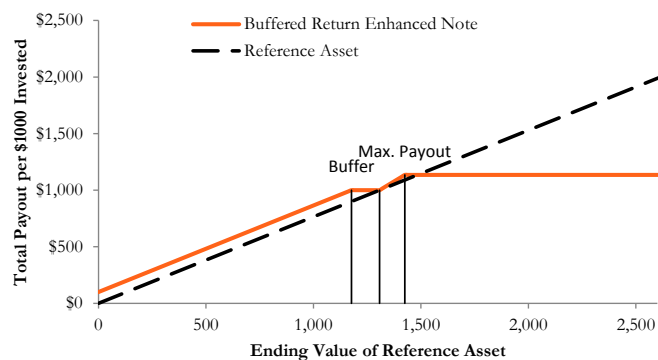 $2,500
Buffered Return Enhanced Note
Reference Asset
$2,000
$1,500
Max. Payout
Buffer
$1,000
$500
$0
Total Payout per $1000 Invested
0
500
1,000
1,500
2,000
2,500
Ending Value of Reference Asset